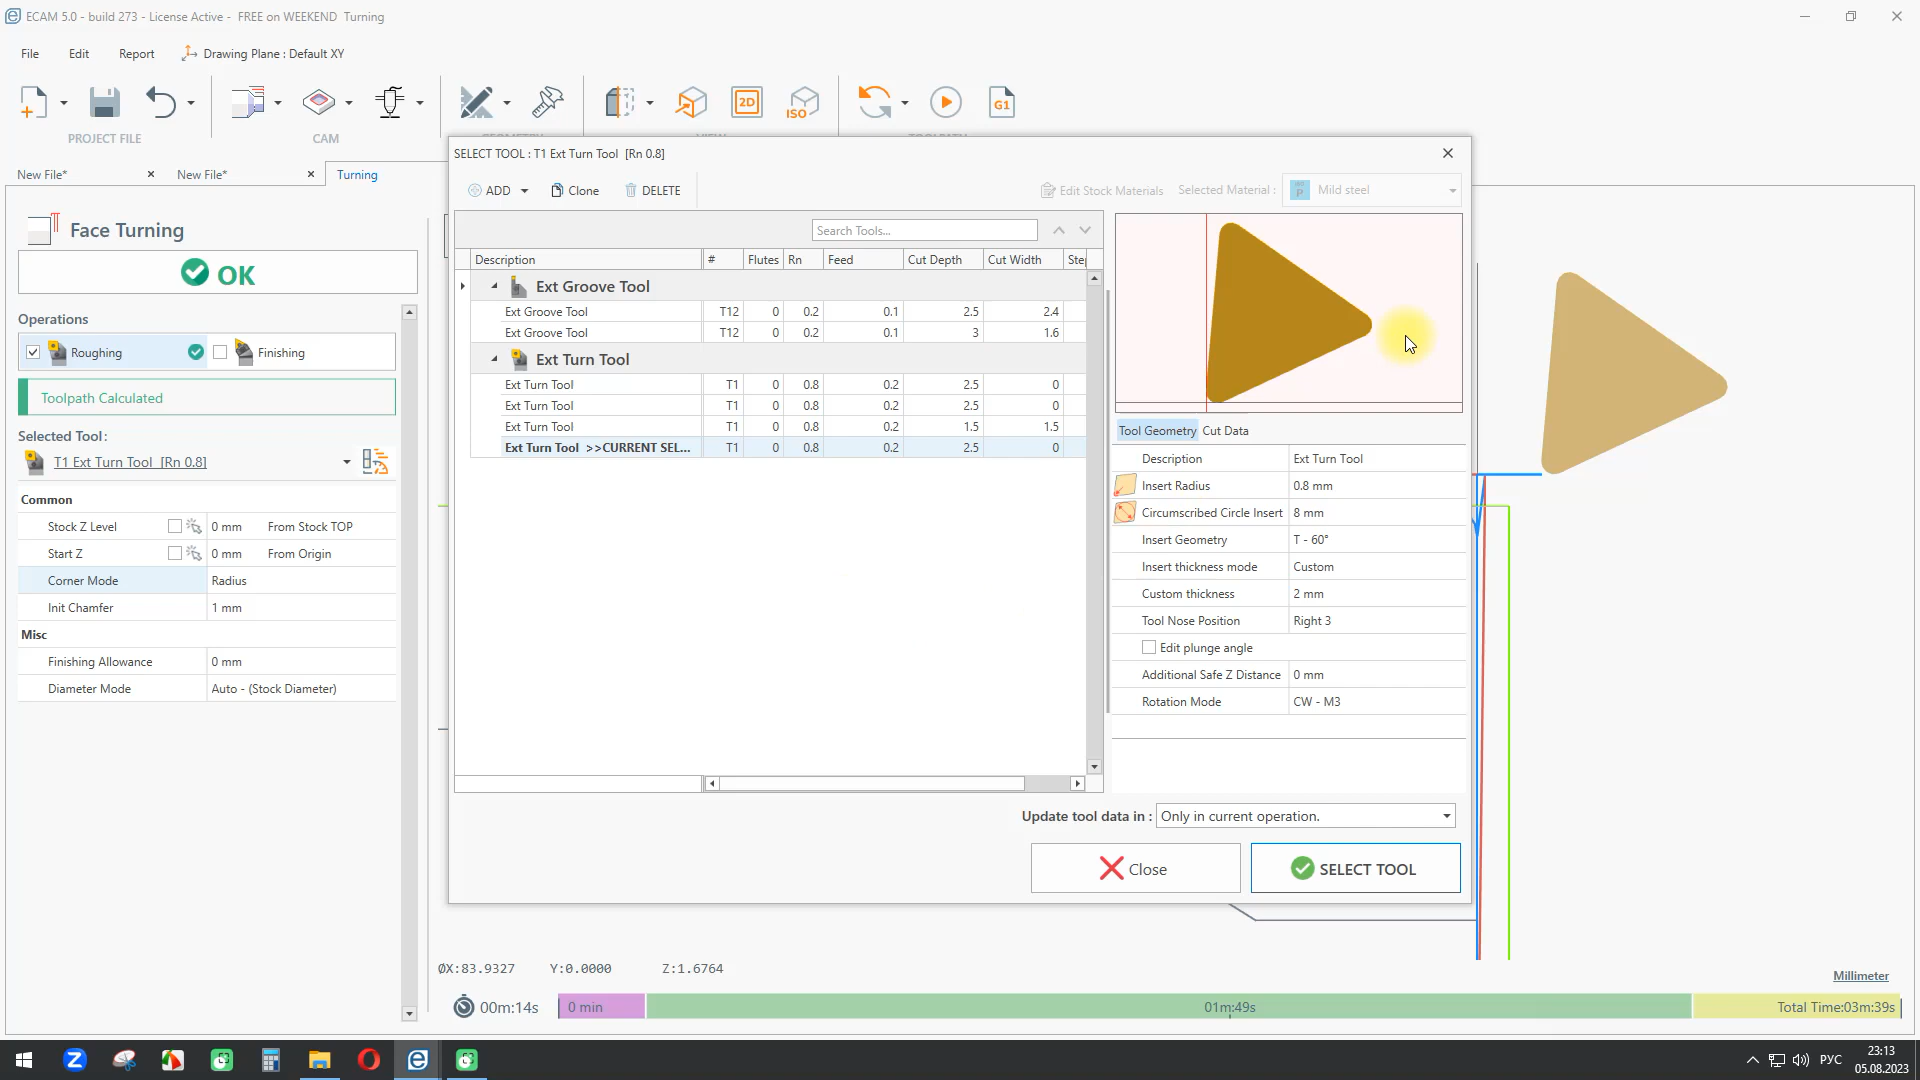 ECAM 5.0 - build 273 - License Active - FREE on WEEKEND Turning
File Edit Report Drawing Plane : Default XY
2D ISO G1
PROJECT FILE CAM
SELECT TOOL : T1 Ext Turn Tool [Rn 0.8]
New File* New File* Turning
ADD Clone DELETE Edit Stock Materials Selected Material : P Mild steel
Face Turning
OK
Search Tools...
Description # Flutes Rn Feed Cut Depth Cut Width Ste
Ext Groove Tool
Ext Groove Tool T12 0 0.2 0.1 2.5 2.4
Ext Groove Tool T12 0 0.2 0.1 3 1.6
Ext Turn Tool
Ext Turn Tool T1 0 0.8 0.2 2.5 0
Ext Turn Tool T1 0 0.8 0.2 2.5 0
Ext Turn Tool T1 0 0.8 0.2 1.5 1.5
Ext Turn Tool >>CURRENT SEL... T1 0 0.8 0.2 2.5 0
Operations
Roughing Finishing
Toolpath Calculated
Selected Tool:
T1 Ext Turn Tool [Rn 0.8]
Common
Stock Z Level 0 mm From Stock TOP
Start Z 0 mm From Origin
Corner Mode Radius
Init Chamfer 1 mm
Misc
Finishing Allowance 0 mm
Diameter Mode Auto - (Stock Diameter)
Tool Geometry Cut Data
Description Ext Turn Tool
Insert Radius 0.8 mm
Circumscribed Circle Insert 8 mm
Insert Geometry T - 60°
Insert thickness mode Custom
Custom thickness 2 mm
Tool Nose Position Right 3
Edit plunge angle
Additional Safe Z Distance 0 mm
Rotation Mode CW - M3
Update tool data in : Only in current operation.
Close SELECT TOOL
ØX:83.9327 Y:0.0000 Z:1.6764
Millimeter
00m:14s 0 min 01m:49s Total Time:03m:39s
РУС 23:13
05.08.2023